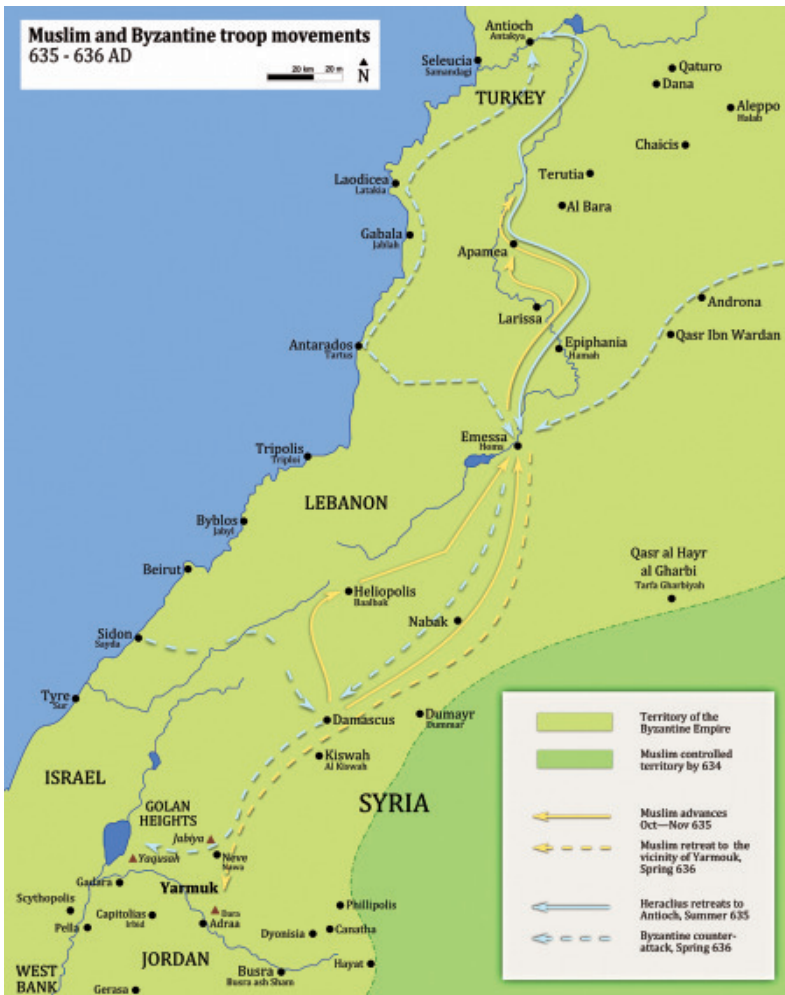 Muslim and Byzantine troop movements
635 - 636 AD
20 km 20 m
N
Antioch
Antakya
Seleucia
Samandagi
TURKEY
Qaturo
Dana
Aleppo
Halab
Chaicis
Laodicea
Latakia
Terutia
Al Bara
Gabala
Jablah
Apamea
Androna
Larissa
Qasr Ibn Wardan
Antarados
Tartus
Epiphania
Hamah
Emessa
Homs
Tripolis
Triploi
LEBANON
Byblos
Jabyl
Qasr al Hayr
al Gharbi
Tarfa Gharbiyah
Beirut
Heliopolis
Baalbak
Nabak
Sidon
Sayda
Tyre
Sur
Damascus
Dumayr
Dummar
Kiswah
Al Kiswah
ISRAEL
SYRIA
GOLAN
HEIGHTS
Jabiya
Yaqusah
Neve
Nawa
Gadara
Yarmuk
Scythopolis
Capitolias
Irbid
Dara
Adraa
Phillipolis
Pella
Dyonisia
Canatha
JORDAN
WEST
BANK
Busra
Busra ash Sham
Hayat
Gerasa
Territory of the
Byzantine Empire
Muslim controlled
territory by 634
Muslim advances
Oct—Nov 635
Muslim retreat to the
vicinity of Yarmouk,
Spring 636
Heraclius retreats to
Antioch, Summer 635
Byzantine counter-
attack, Spring 636